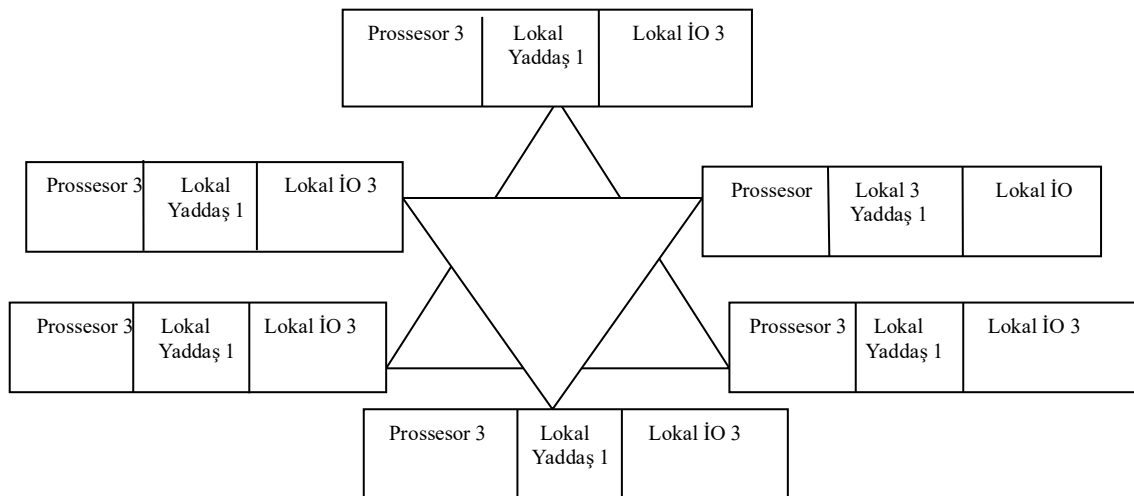 Prossesor 3
Lokal
Yaddaş 1
Lokal İO 3
Prossesor 3
Lokal
Yaddaş 1
Lokal İO 3
Prossesor
Lokal 3
Yaddaş 1
Lokal İO
Prossesor 3
Lokal
Yaddaş 1
Lokal İO 3
Prossesor 3
Lokal
Yaddaş 1
Lokal İO 3
Prossesor 3
Lokal
Yaddaş 1
Lokal İO 3